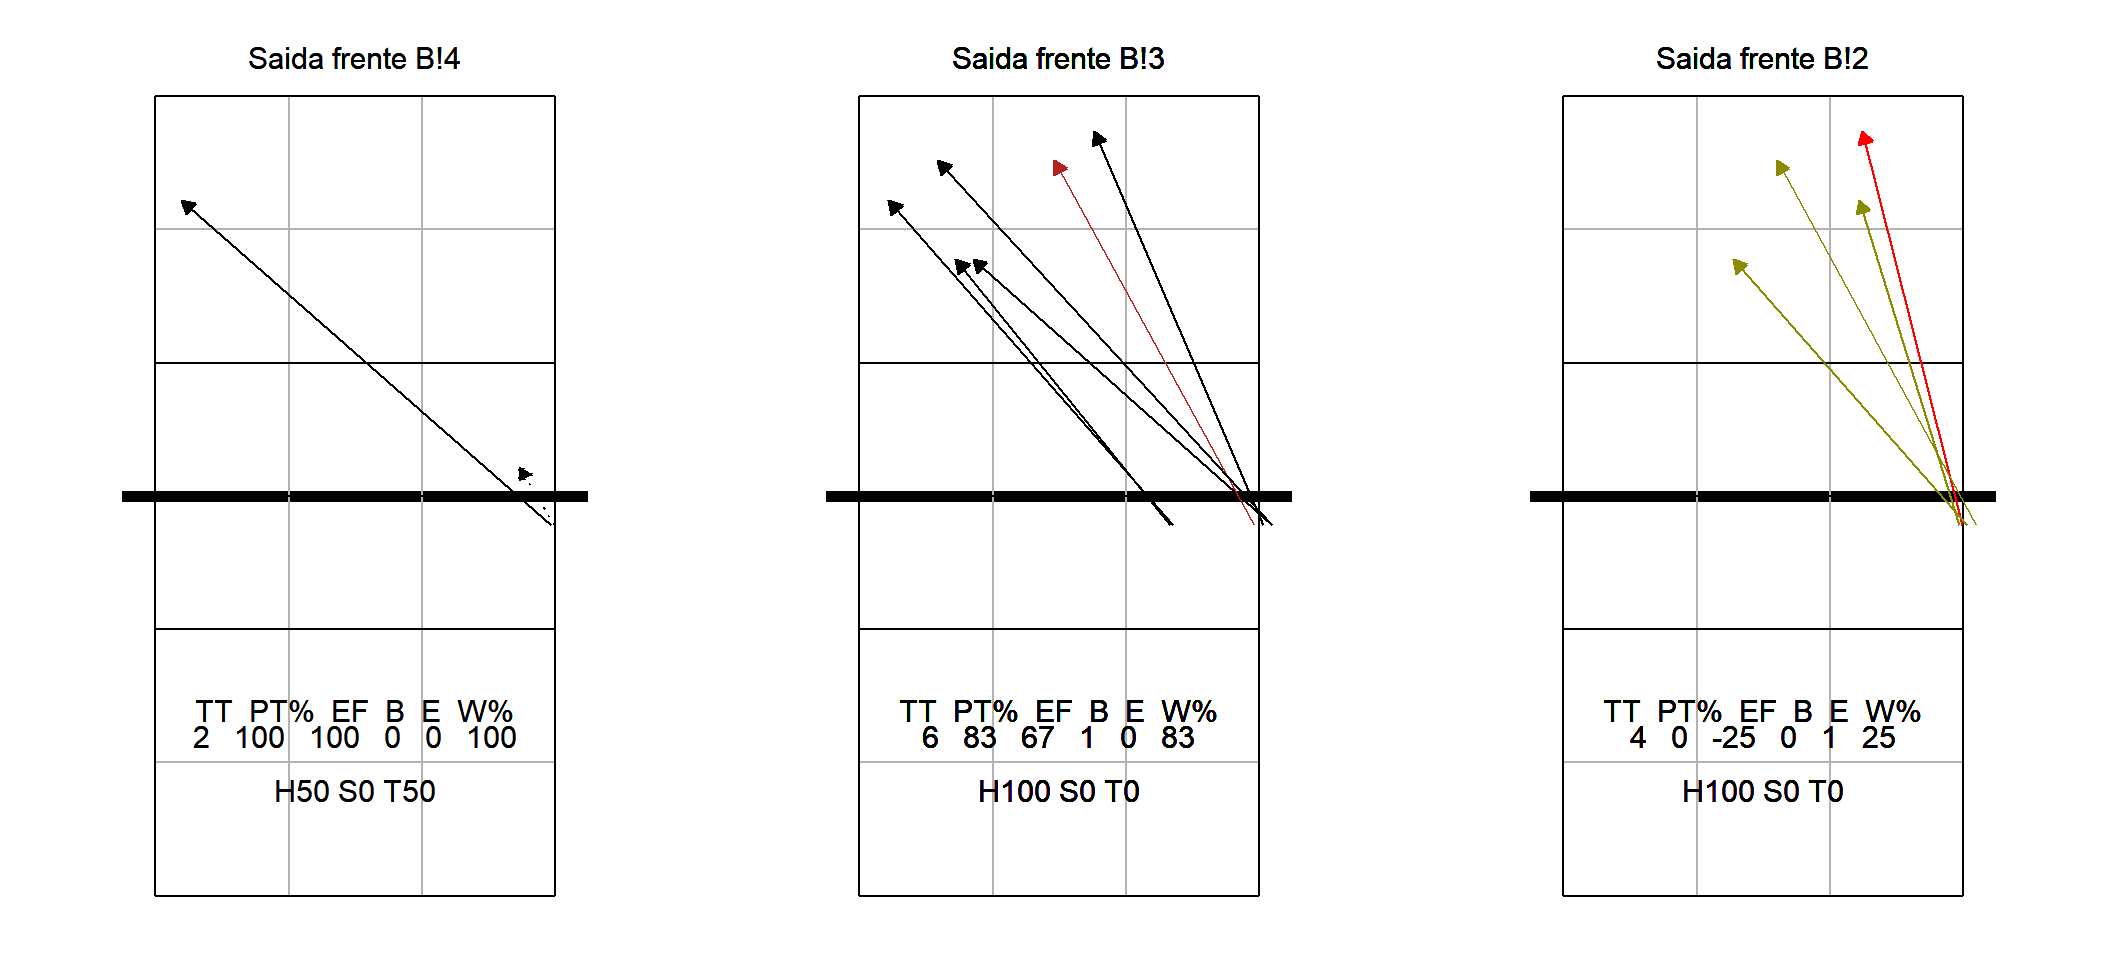 Saida frente B!4
TT PT% EF B E W%
2 100 100 0 0 100
H50 S0 T50
Saida frente B!3
TT PT% EF B E W%
6 83 67 1 0 83
H100 S0 T0
Saida frente B!2
TT PT% EF B E W%
4 0 -25 0 1 25
H100 S0 T0